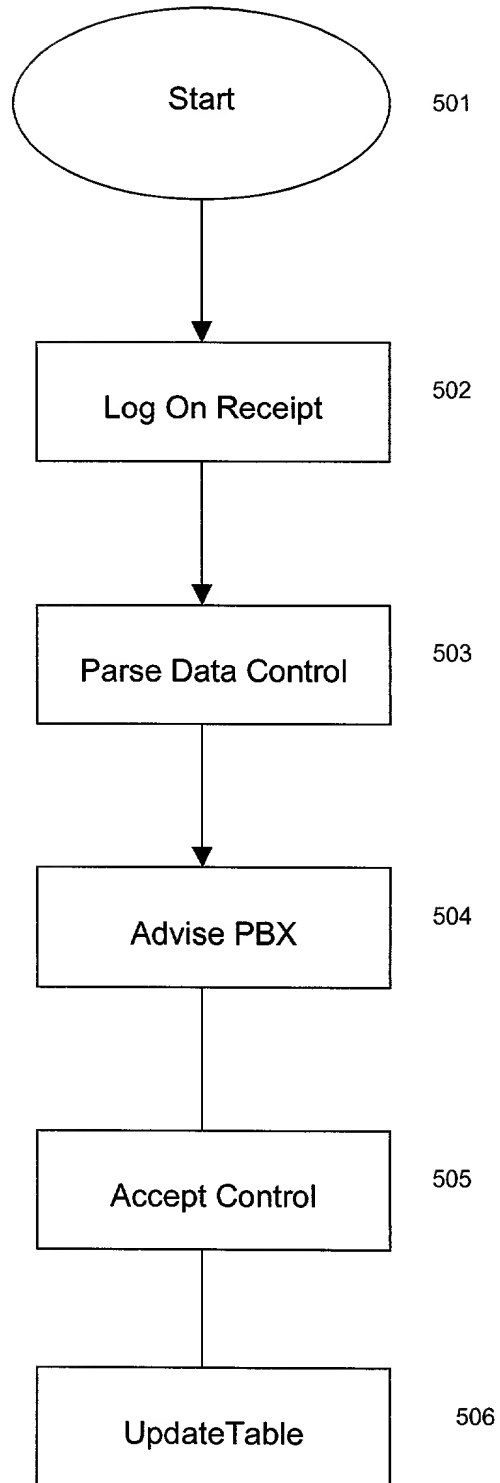 Start
501
Log On Receipt
502
Parse Data Control
503
Advise PBX
504
Accept Control
505
UpdateTable
506